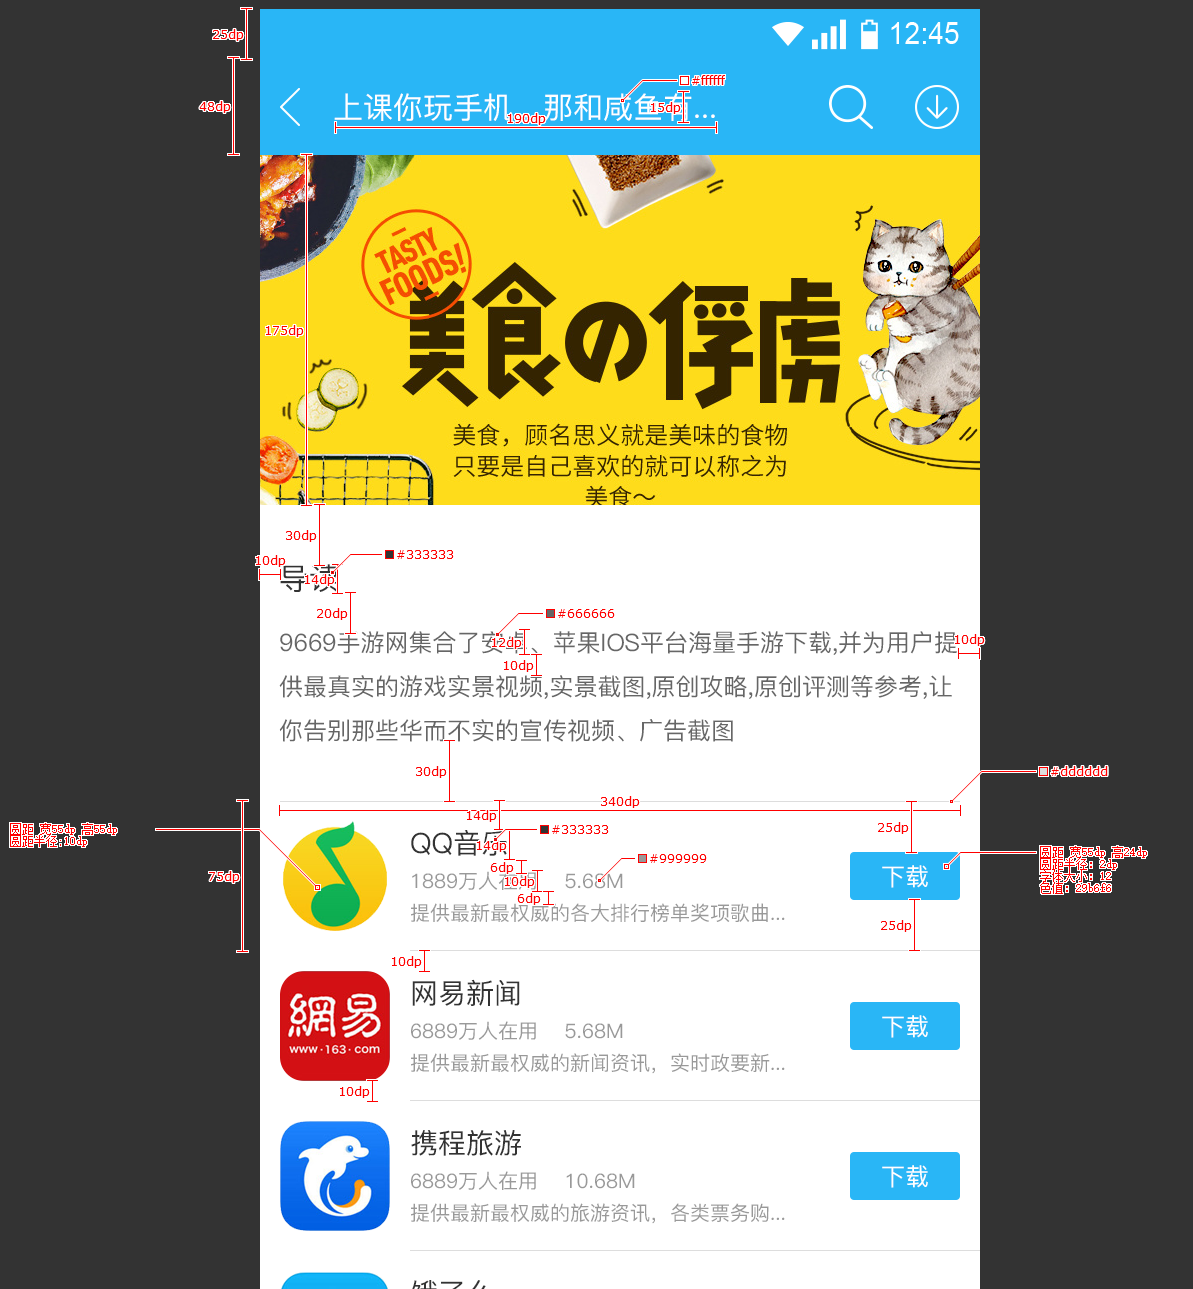 25dp
12:45
48dp
上课你玩手机、那和咸鱼有...
#ffffff
15dp
190dp
TASTY
FOODS!
175dp
美食の俘虏
美食，顾名思义就是美味的食物
只要是自己喜欢的就可以称之为
美食～
30dp
10dp
#333333
导读
14dp
20dp
#666666
9669手游网集合了安卓、苹果IOS平台海量手游下载,并为用户提
12dp
10dp
10dp
供最真实的游戏实景视频,实景截图,原创攻略,原创评测等参考,让
你告别那些华而不实的宣传视频、广告截图
30dp
#dddddd
340dp
14dp
圆距 宽55dp 高55dp
圆距半径:10dp
QQ音乐
#333333
14dp
25dp
6dp
#999999
75dp
1889万人在用 5.68M
10dp
6dp
下载
圆距 宽55dp 高24dp
圆距半径: 2dp
字体大小: 12
色值: 29b6f6
提供最新最权威的各大排行榜单奖项歌曲...
25dp
10dp
網易
www·163·com
网易新闻
6889万人在用 5.68M
下载
提供最新最权威的新闻资讯，实时政要新...
10dp
携程旅游
6889万人在用 10.68M
下载
提供最新最权威的旅游资讯，各类票务购...
饿了么